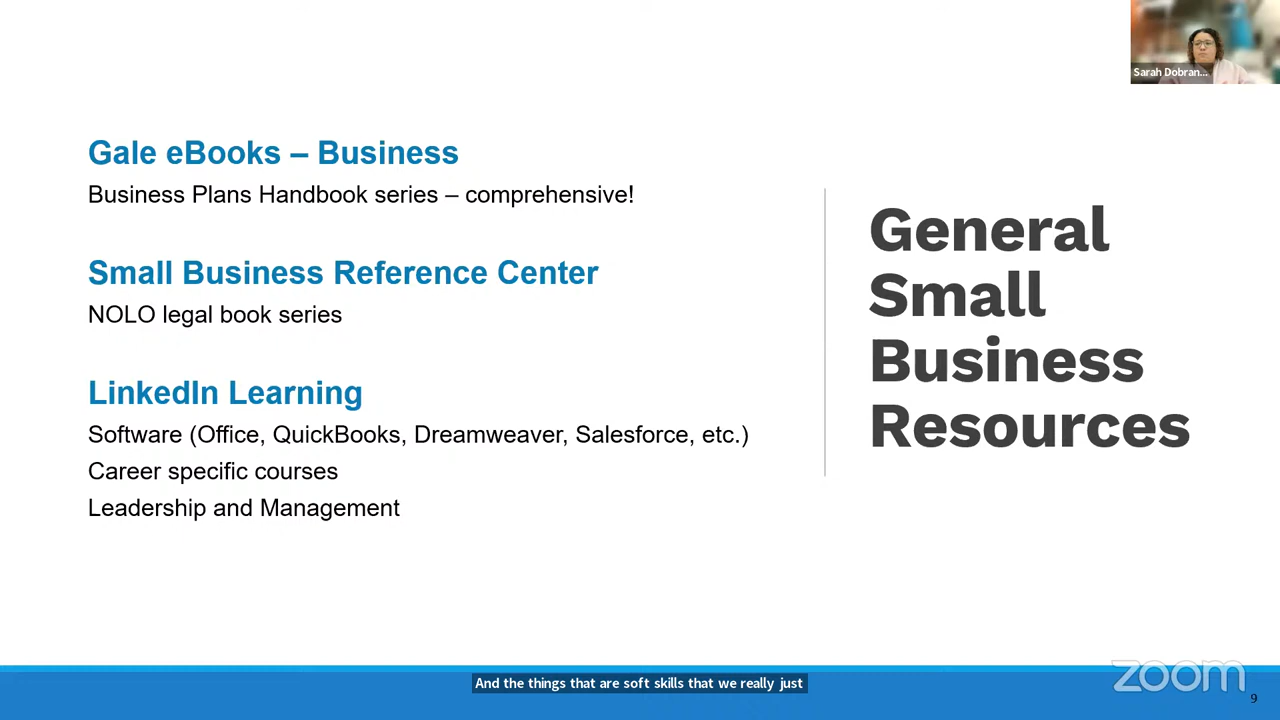 Sarah Dobran...
Gale eBooks – Business
Business Plans Handbook series – comprehensive!
Small Business Reference Center
NOLO legal book series
LinkedIn Learning
Software (Office, QuickBooks, Dreamweaver, Salesforce, etc.)
Career specific courses
Leadership and Management
General
Small
Business
Resources
And the things that are soft skills that we really just
zoom
9